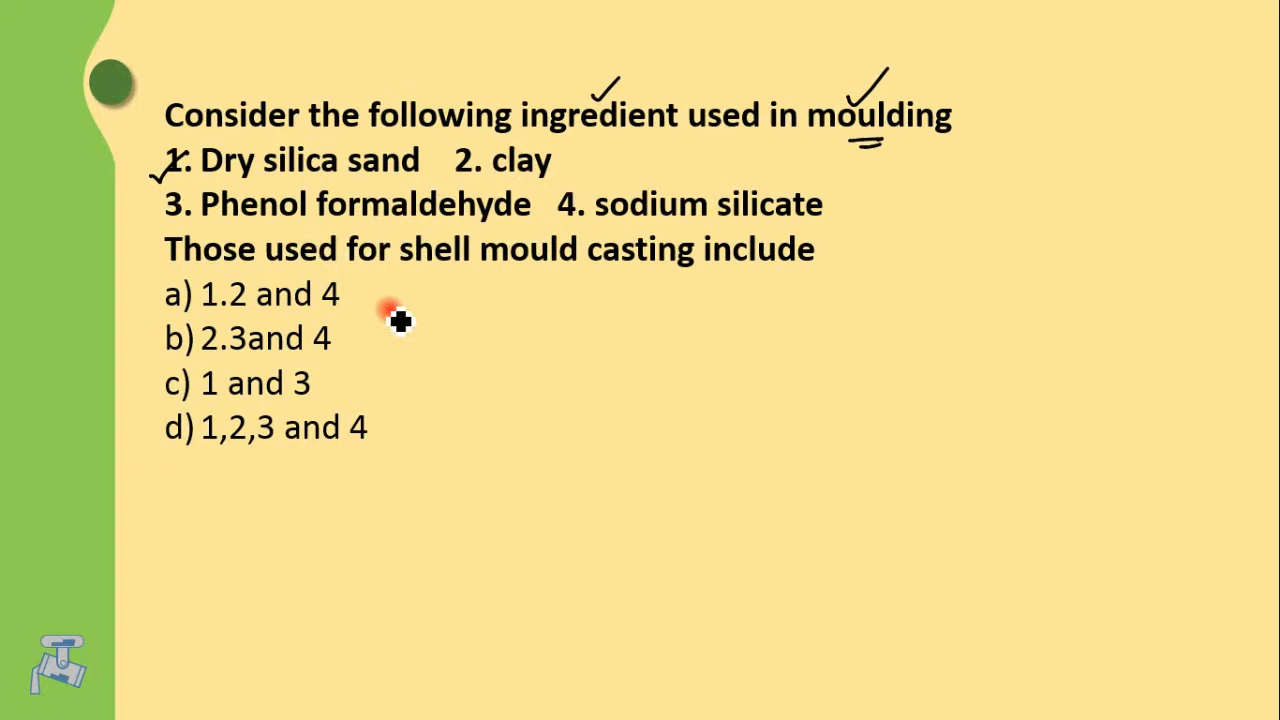 Consider the following ingredient used in moulding
1. Dry silica sand 2. clay
3. Phenol formaldehyde 4. sodium silicate
Those used for shell mould casting include
a) 1.2 and 4
b) 2.3and 4
c) 1 and 3
d) 1,2,3 and 4